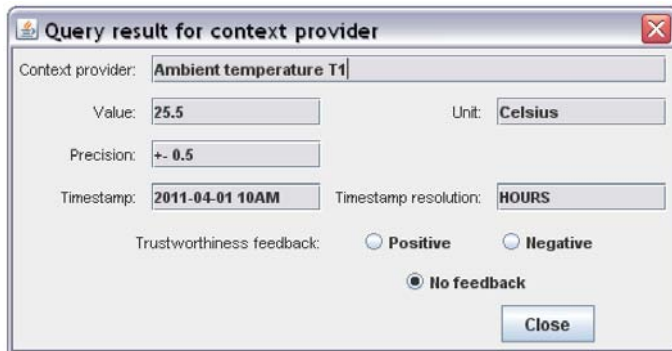 Query result for context provider
Context provider: Ambient temperature T1
Value: 25.5 Unit: Celsius
Precision: +- 0.5
Timestamp: 2011-04-01 10AM Timestamp resolution: HOURS
Trustworthiness feedback: Positive Negative
No feedback
Close